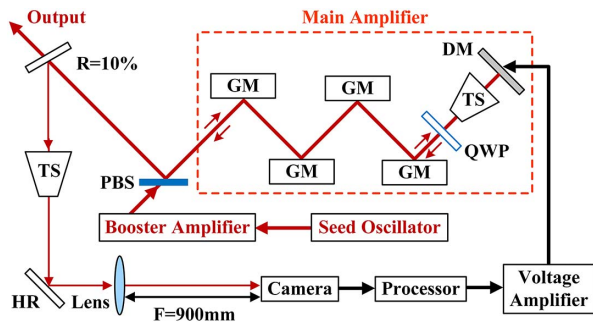 Output
Main Amplifier
R=10%
DM
GM
GM
TS
QWP
GM
GM
TS
PBS
Booster Amplifier
Seed Oscillator
HR
Lens
F=900mm
Camera
Processor
Voltage
Amplifier